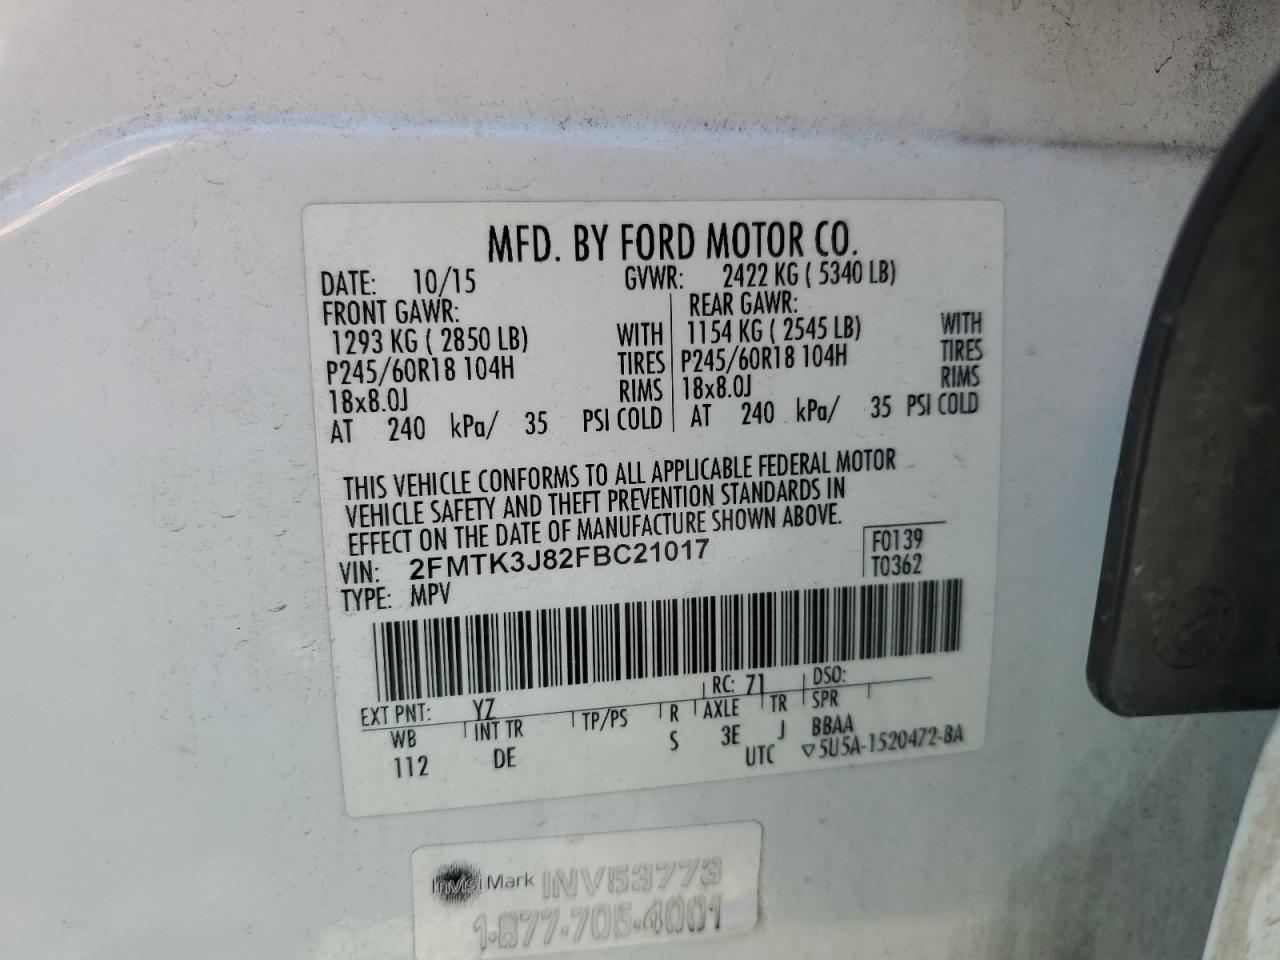 MFD. BY FORD MOTOR CO.
DATE: 10/15 GVWR: 2422 KG ( 5340 LB)
FRONT GAWR: REAR GAWR:
1293 KG ( 2850 LB) WITH 1154 KG ( 2545 LB) WITH
P245/60R18 104H TIRES P245/60R18 104H TIRES
18x8.0J RIMS 18x8.0J RIMS
AT 240 kPa/ 35 PSI COLD AT 240 kPa/ 35 PSI COLD
THIS VEHICLE CONFORMS TO ALL APPLICABLE FEDERAL MOTOR
VEHICLE SAFETY AND THEFT PREVENTION STANDARDS IN
EFFECT ON THE DATE OF MANUFACTURE SHOWN ABOVE.
VIN: 2FMTK3J82FBC21017 F0139
TYPE: MPV T0362
EXT PNT: YZ RC: 71 DSO:
WB INT TR TP/PS R AXLE TR SPR
112 DE S 3E J BBAA
UTC ▽5U5A-1520472-BA
InvisiMark INV53773
1-877-705-4001